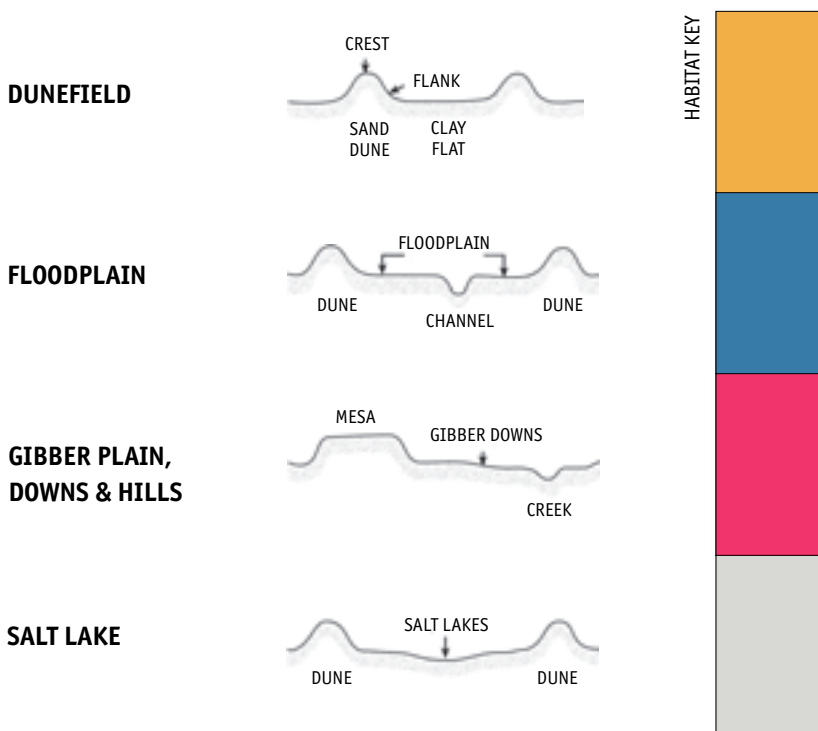 HABITAT KEY
DUNEFIELD
CREST
FLANK
SAND
DUNE
CLAY
FLAT
FLOODPLAIN
FLOODPLAIN
DUNE
CHANNEL
DUNE
GIBBER PLAIN,
DOWNS & HILLS
MESA
GIBBER DOWNS
CREEK
SALT LAKE
SALT LAKES
DUNE
DUNE